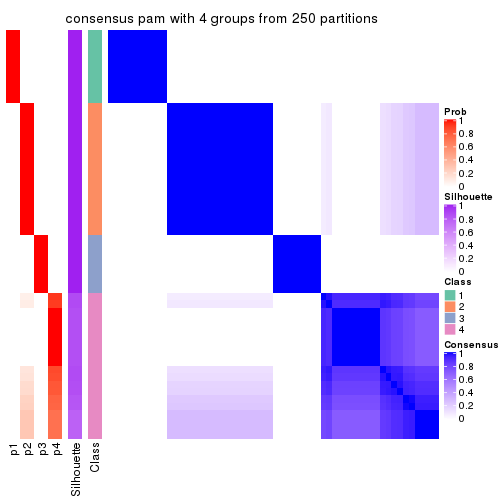 consensus pam with 4 groups from 250 partitions
Prob
1
0.8
0.6
0.4
0.2
0
Silhouette
1
0.8
0.6
0.4
0.2
0
Class
1
2
3
4
Consensus
1
0.8
0.6
0.4
0.2
0
p1
p2
p3
p4
Silhouette
Class